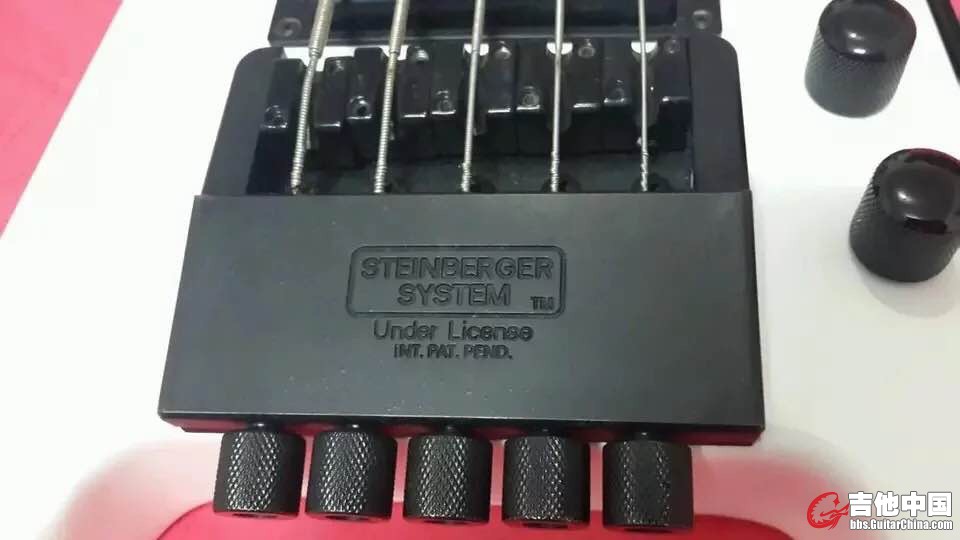 STEINBERGER
SYSTEM TM
Under License
INT. PAT. PEND.
吉他中国
bbs.GuitarChina.com